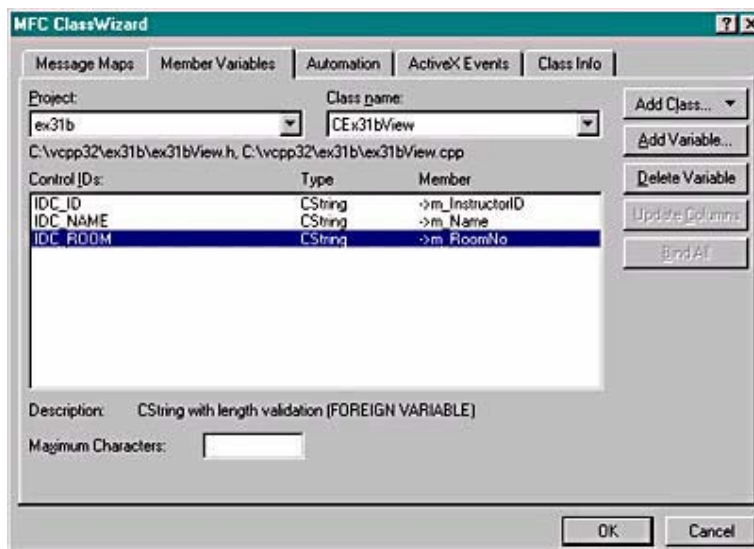 MFC ClassWizard
Message Maps Member Variables Automation ActiveX Events Class Info
Project: Class name:
ex31b CEx31bView
C:\vcpp32\ex31b\ex31bView.h, C:\vcpp32\ex31b\ex31bView.cpp
Control IDs: Type Member
IDC_ID CString ->m_InstructorID
IDC_NAME CString ->m_Name
IDC_ROOM CString ->m_RoomNo
Add Class...
Add Variable...
Delete Variable
Update Columns
Bind All
Description: CString with length validation (FOREIGN VARIABLE)
Maximum Characters:
OK Cancel